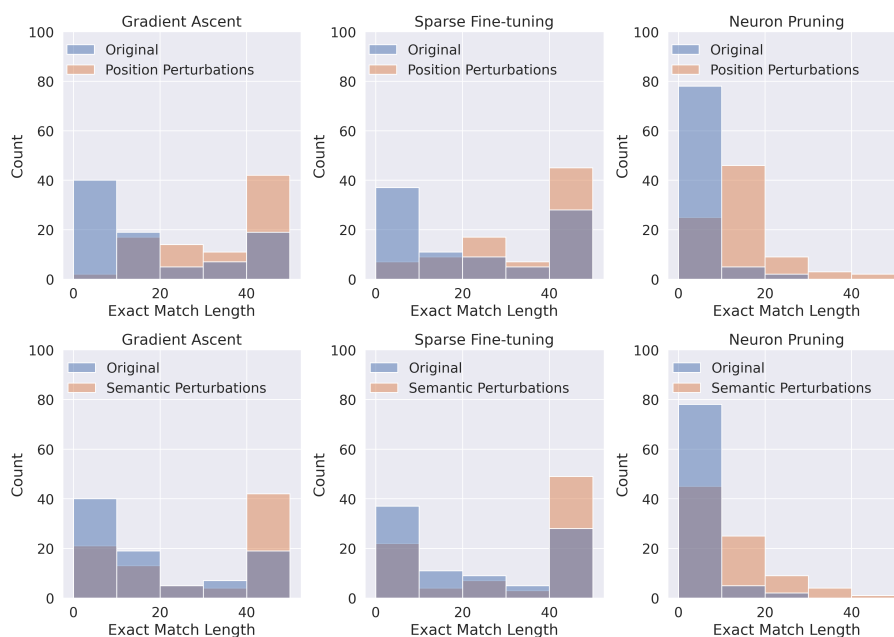 Gradient Ascent
Sparse Fine-tuning
Neuron Pruning
100
80
60
40
20
0
Count
Original
Position Perturbations
0
20
40
Exact Match Length
100
80
60
40
20
0
Count
Original
Position Perturbations
0
20
40
Exact Match Length
100
80
60
40
20
0
Count
Original
Position Perturbations
0
20
40
Exact Match Length
Gradient Ascent
Sparse Fine-tuning
Neuron Pruning
100
80
60
40
20
0
Count
Original
Semantic Perturbations
0
20
40
Exact Match Length
100
80
60
40
20
0
Count
Original
Semantic Perturbations
0
20
40
Exact Match Length
100
80
60
40
20
0
Count
Original
Semantic Perturbations
0
20
40
Exact Match Length